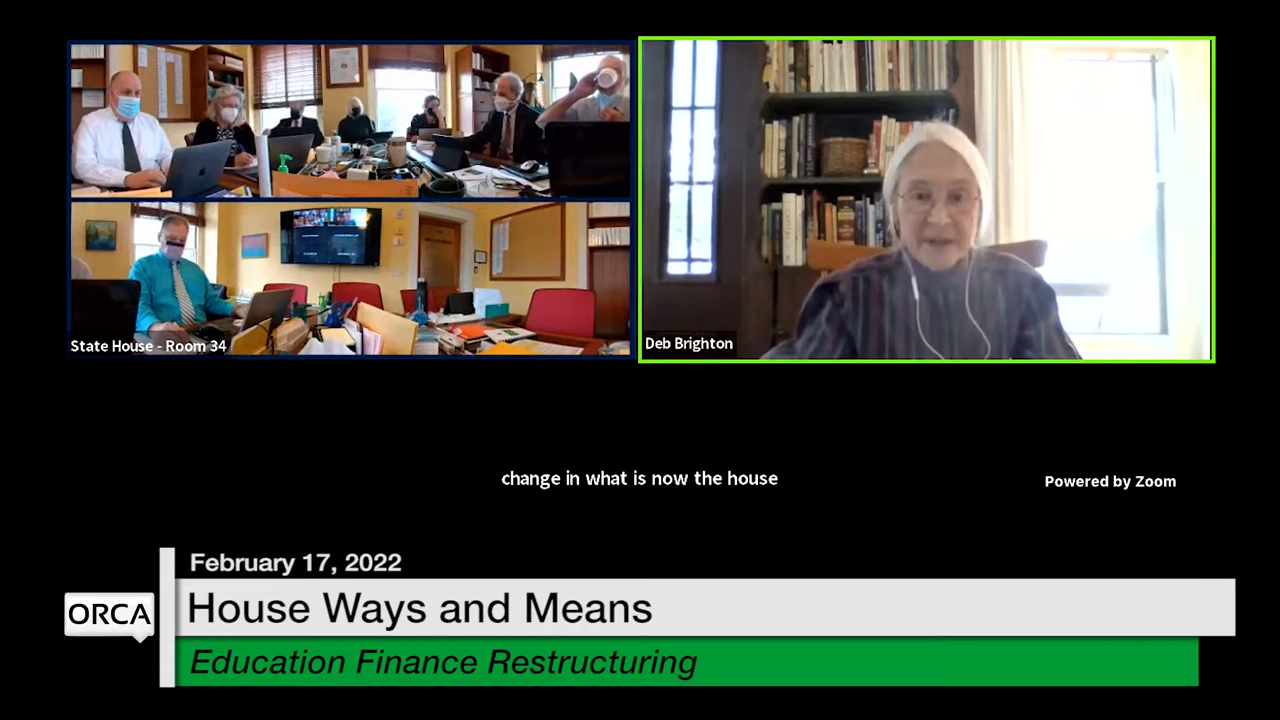 State House - Room 34
Deb Brighton
change in what is now the house
Powered by Zoom
February 17, 2022
ORCA
House Ways and Means
Education Finance Restructuring